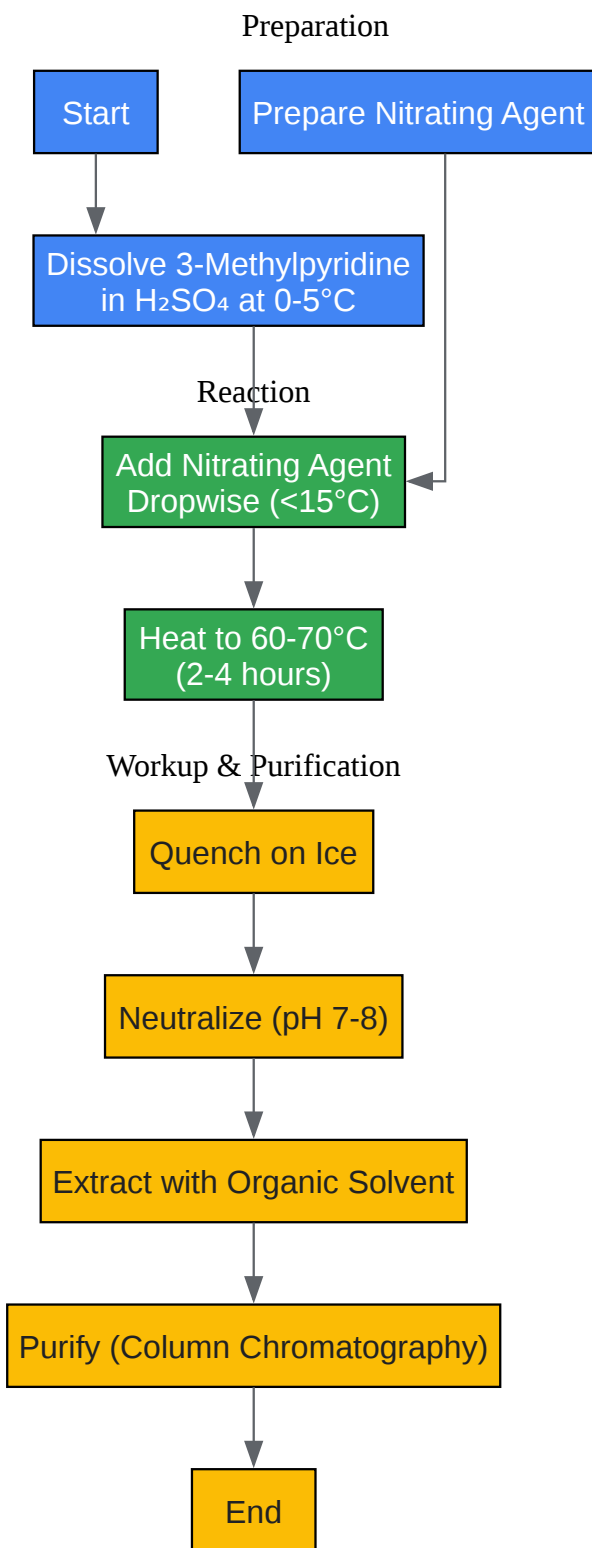 Preparation
Start
Prepare Nitrating Agent
Dissolve 3-Methylpyridine
in H₂SO₄ at 0-5°C
Reaction
Add Nitrating Agent
Dropwise (<15°C)
Heat to 60-70°C
(2-4 hours)
Workup & Purification
Quench on Ice
Neutralize (pH 7-8)
Extract with Organic Solvent
Purify (Column Chromatography)
End